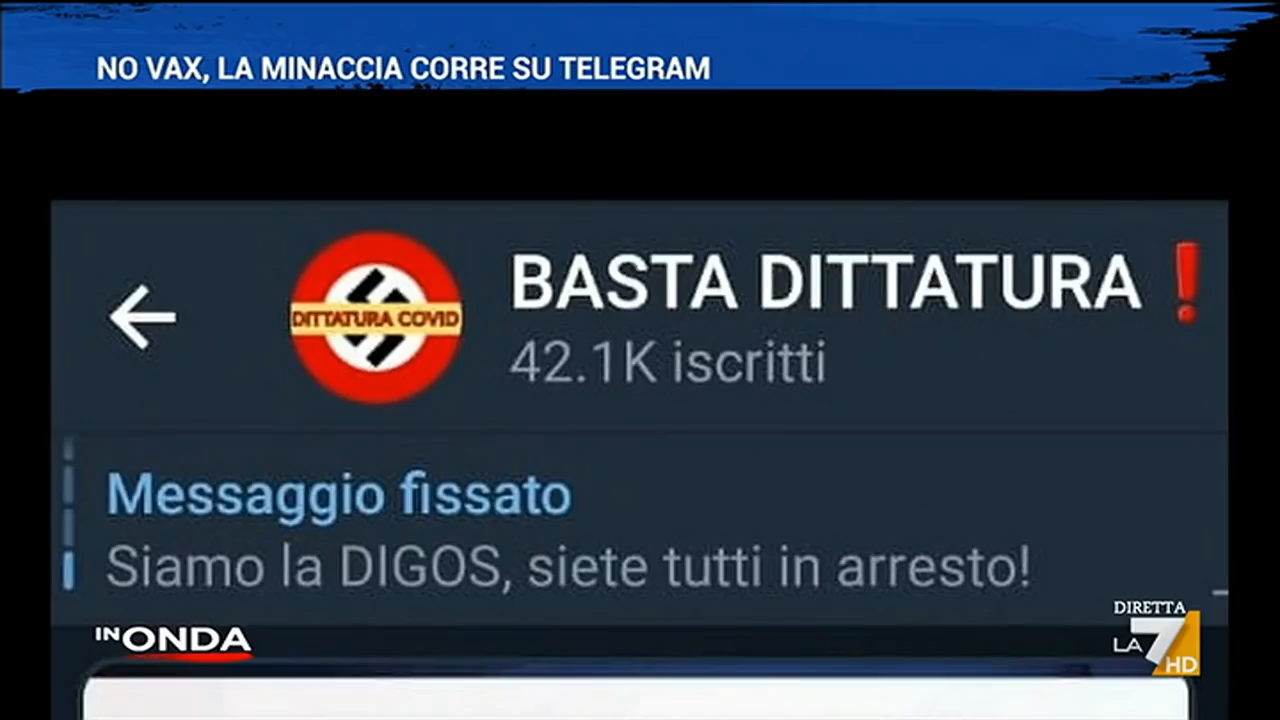 NO VAX, LA MINACCIA CORRE SU TELEGRAM
DITTATURA COVID
BASTA DITTATURA❗
42.1K iscritti
Messaggio fissato
Siamo la DIGOS, siete tutti in arresto!
IN ONDA
DIRETTA
LA 7 HD